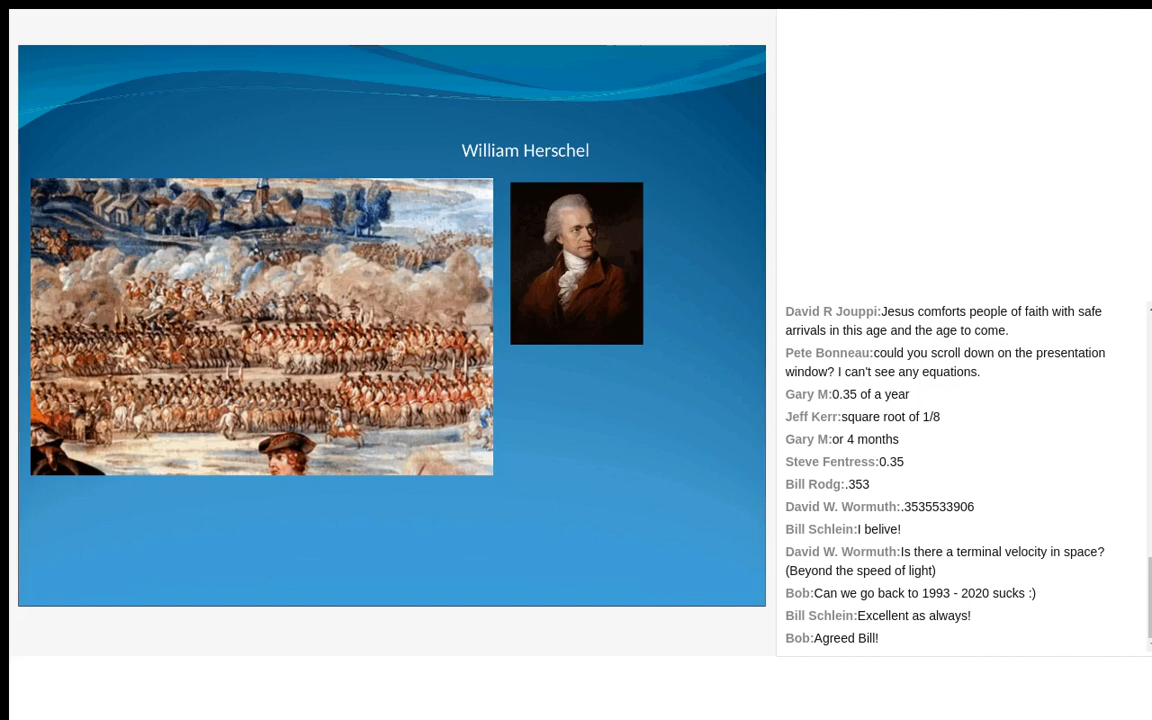 William Herschel
David R Jouppi:Jesus comforts people of faith with safe
arrivals in this age and the age to come.
Pete Bonneau:could you scroll down on the presentation
window? I can't see any equations.
Gary M:0.35 of a year
Jeff Kerr:square root of 1/8
Gary M:or 4 months
Steve Fentress:0.35
Bill Rodg:.353
David W. Wormuth:.3535533906
Bill Schlein:I belive!
David W. Wormuth:Is there a terminal velocity in space?
(Beyond the speed of light)
Bob:Can we go back to 1993 - 2020 sucks :)
Bill Schlein:Excellent as always!
Bob:Agreed Bill!